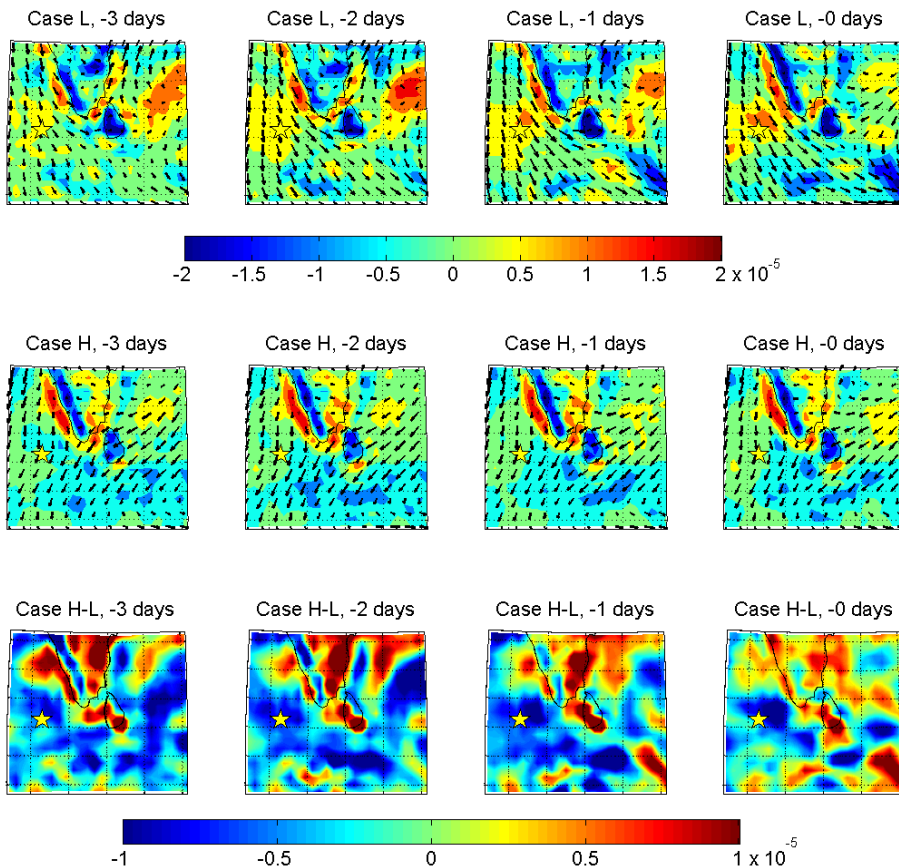 Case L, -3 days
Case L, -2 days
Case L, -1 days
Case L, -0 days
-2 -1.5 -1 -0.5 0 0.5 1 1.5 2 x 10^-5
Case H, -3 days
Case H, -2 days
Case H, -1 days
Case H, -0 days
Case H-L, -3 days
Case H-L, -2 days
Case H-L, -1 days
Case H-L, -0 days
-1 -0.5 0 0.5 1 x 10^-5